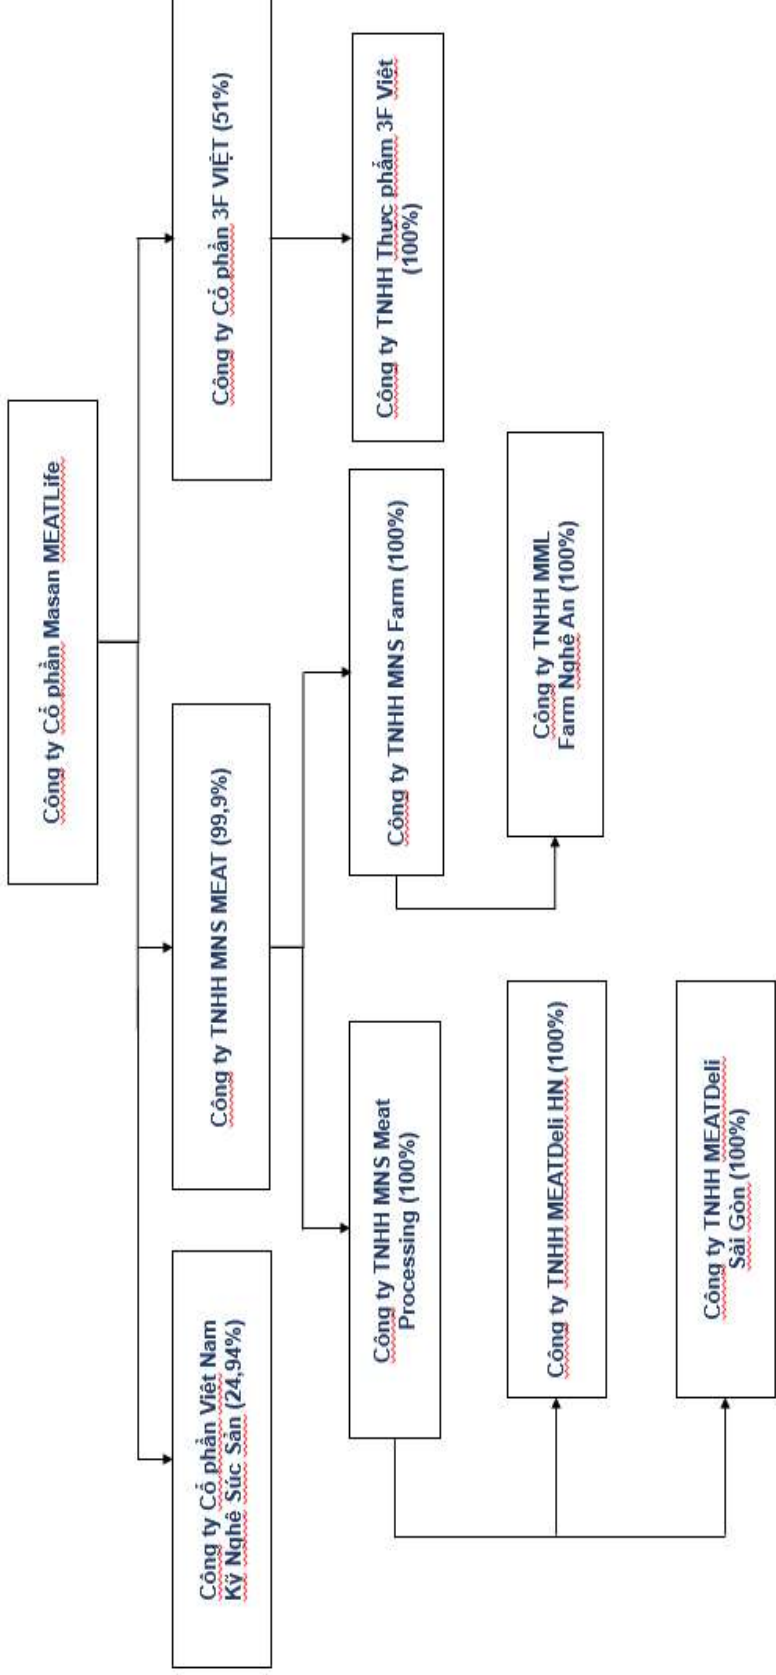 Công ty Cổ phần Masan MEATLife
Công ty Cổ phần Việt Nam
Kỹ Nghệ Súc Sản (24,94%)
Công ty TNHH MNS MEAT (99,9%)
Công ty Cổ phần 3F VIỆT (51%)
Công ty TNHH MNS Meat
Processing (100%)
Công ty TNHH MNS Farm (100%)
Công ty TNHH Thực phẩm 3F Việt
(100%)
Công ty TNHH MEATDeli HN (100%)
Công ty TNHH MML
Farm Nghệ An (100%)
Công ty TNHH MEATDeli
Sài Gòn (100%)